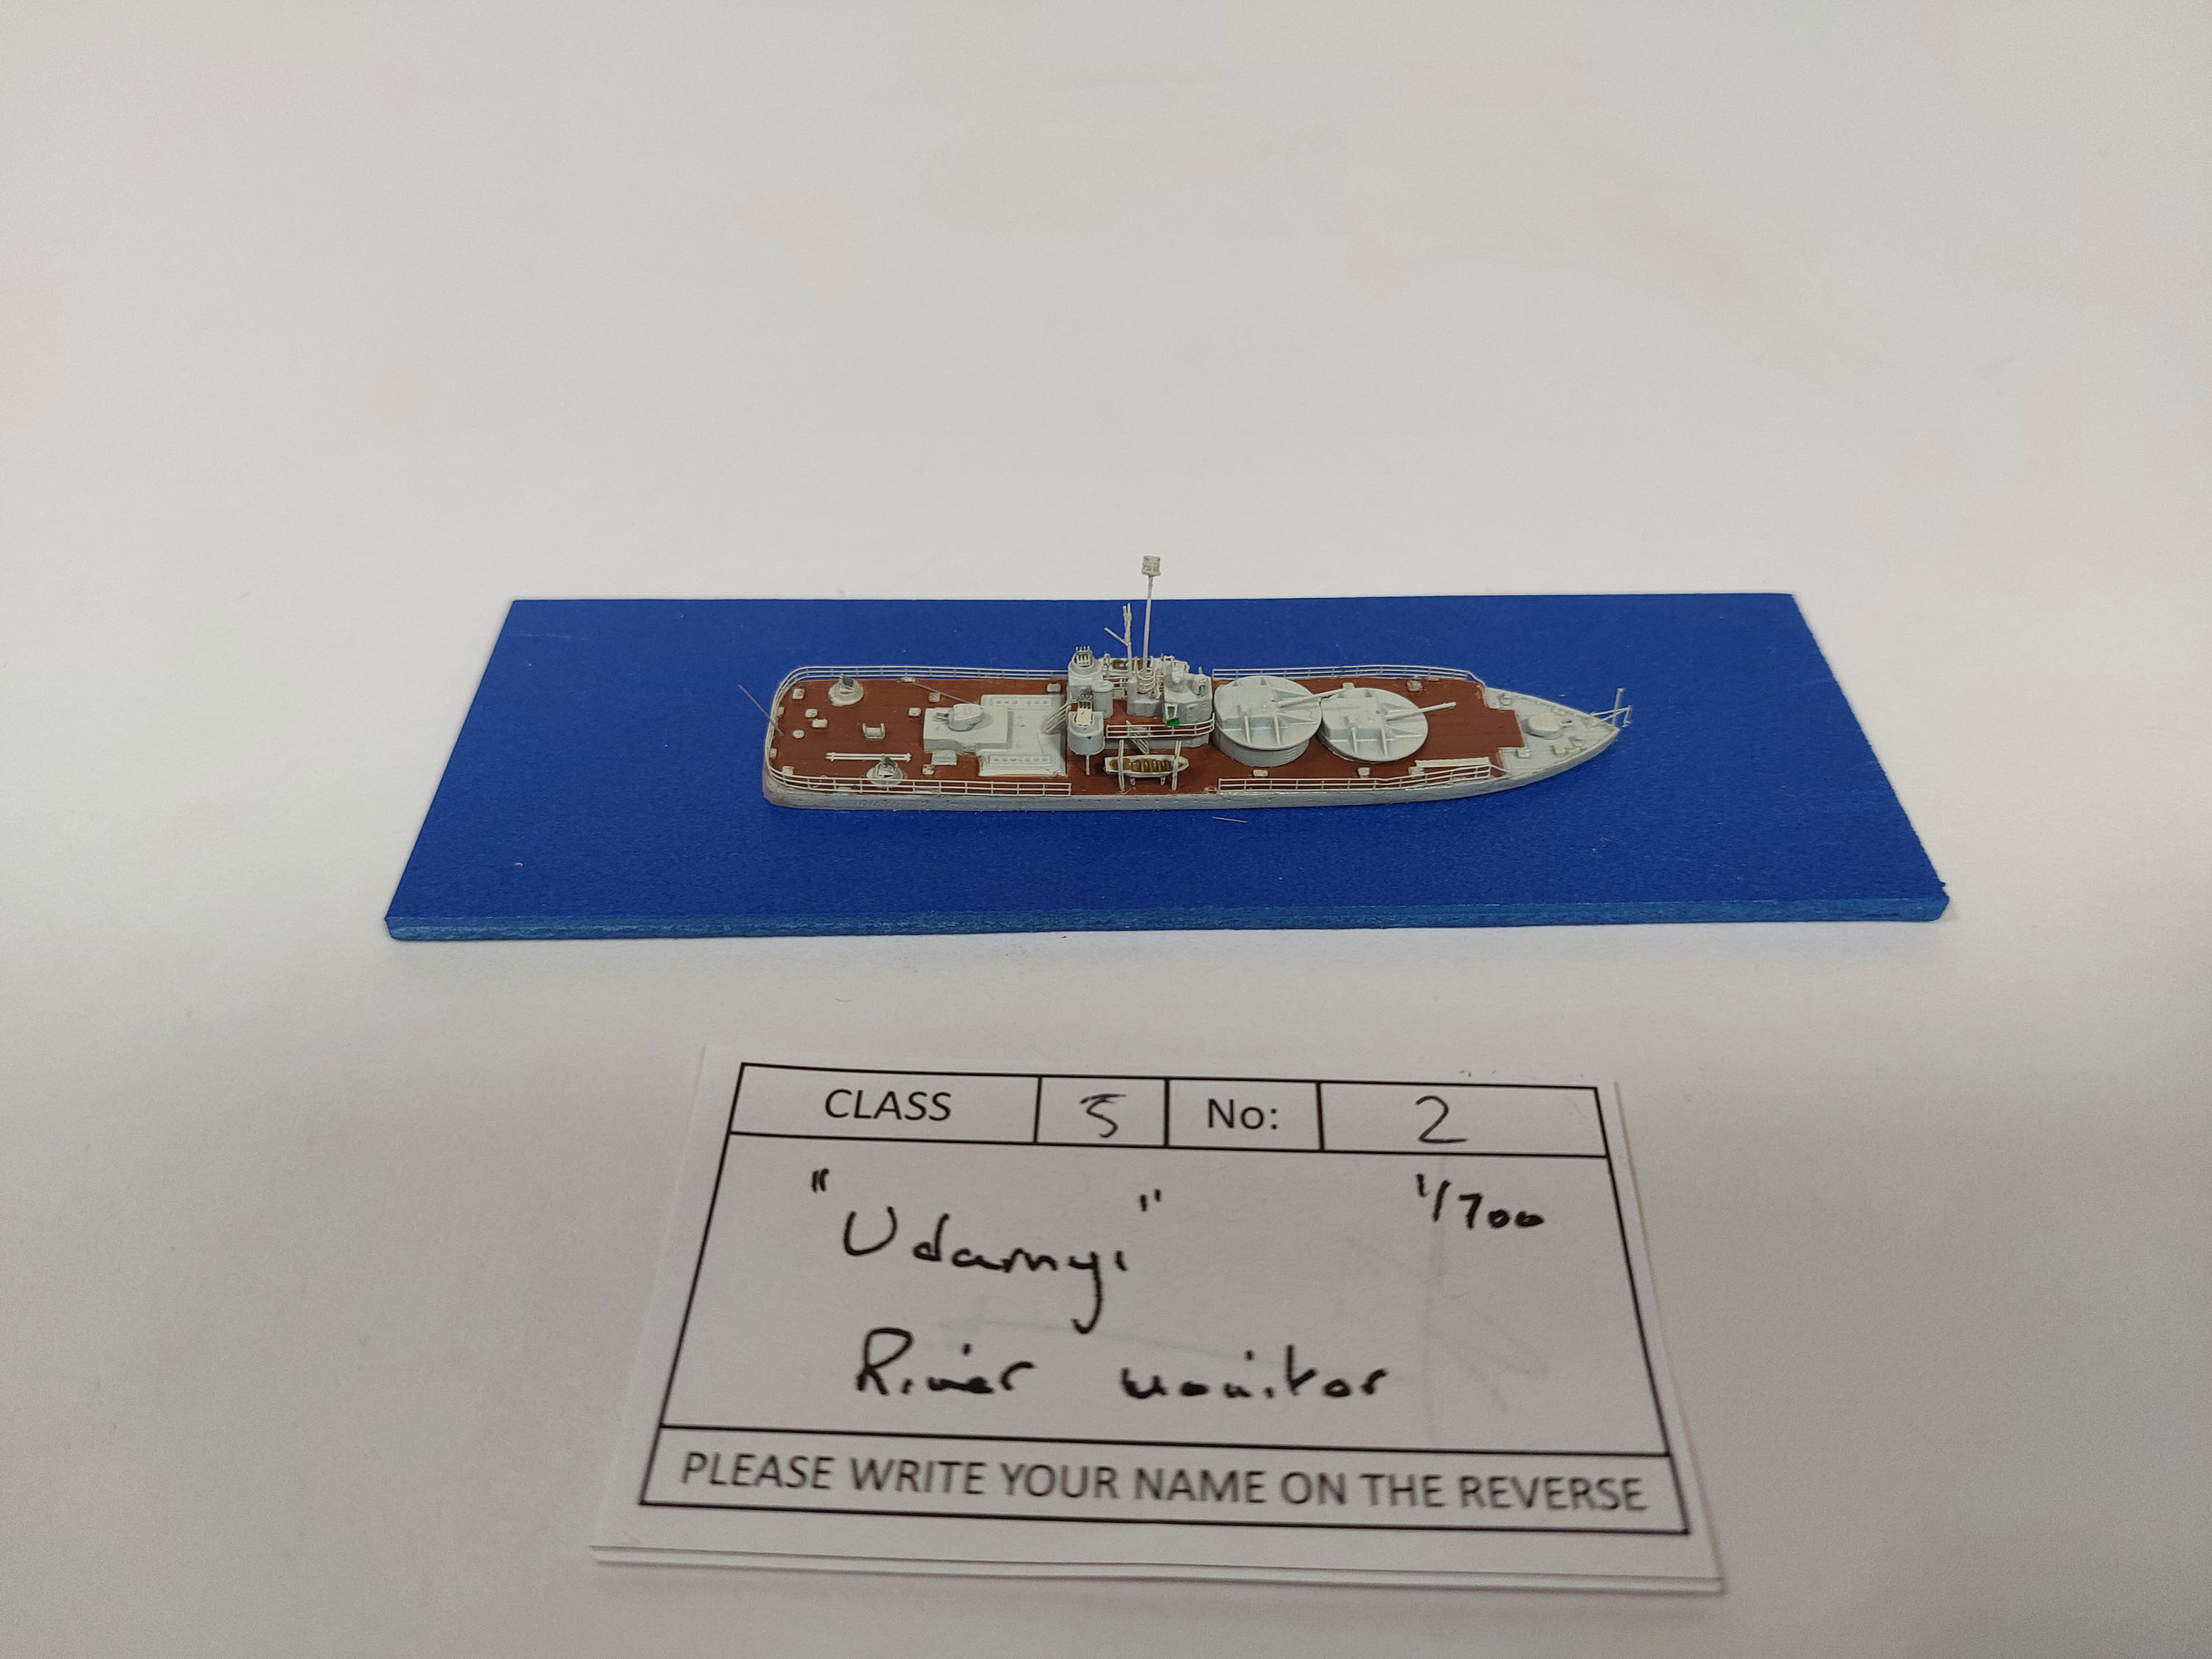 CLASS 5 No: 2
"Udarnyi" 1/700
River monitor
PLEASE WRITE YOUR NAME ON THE REVERSE